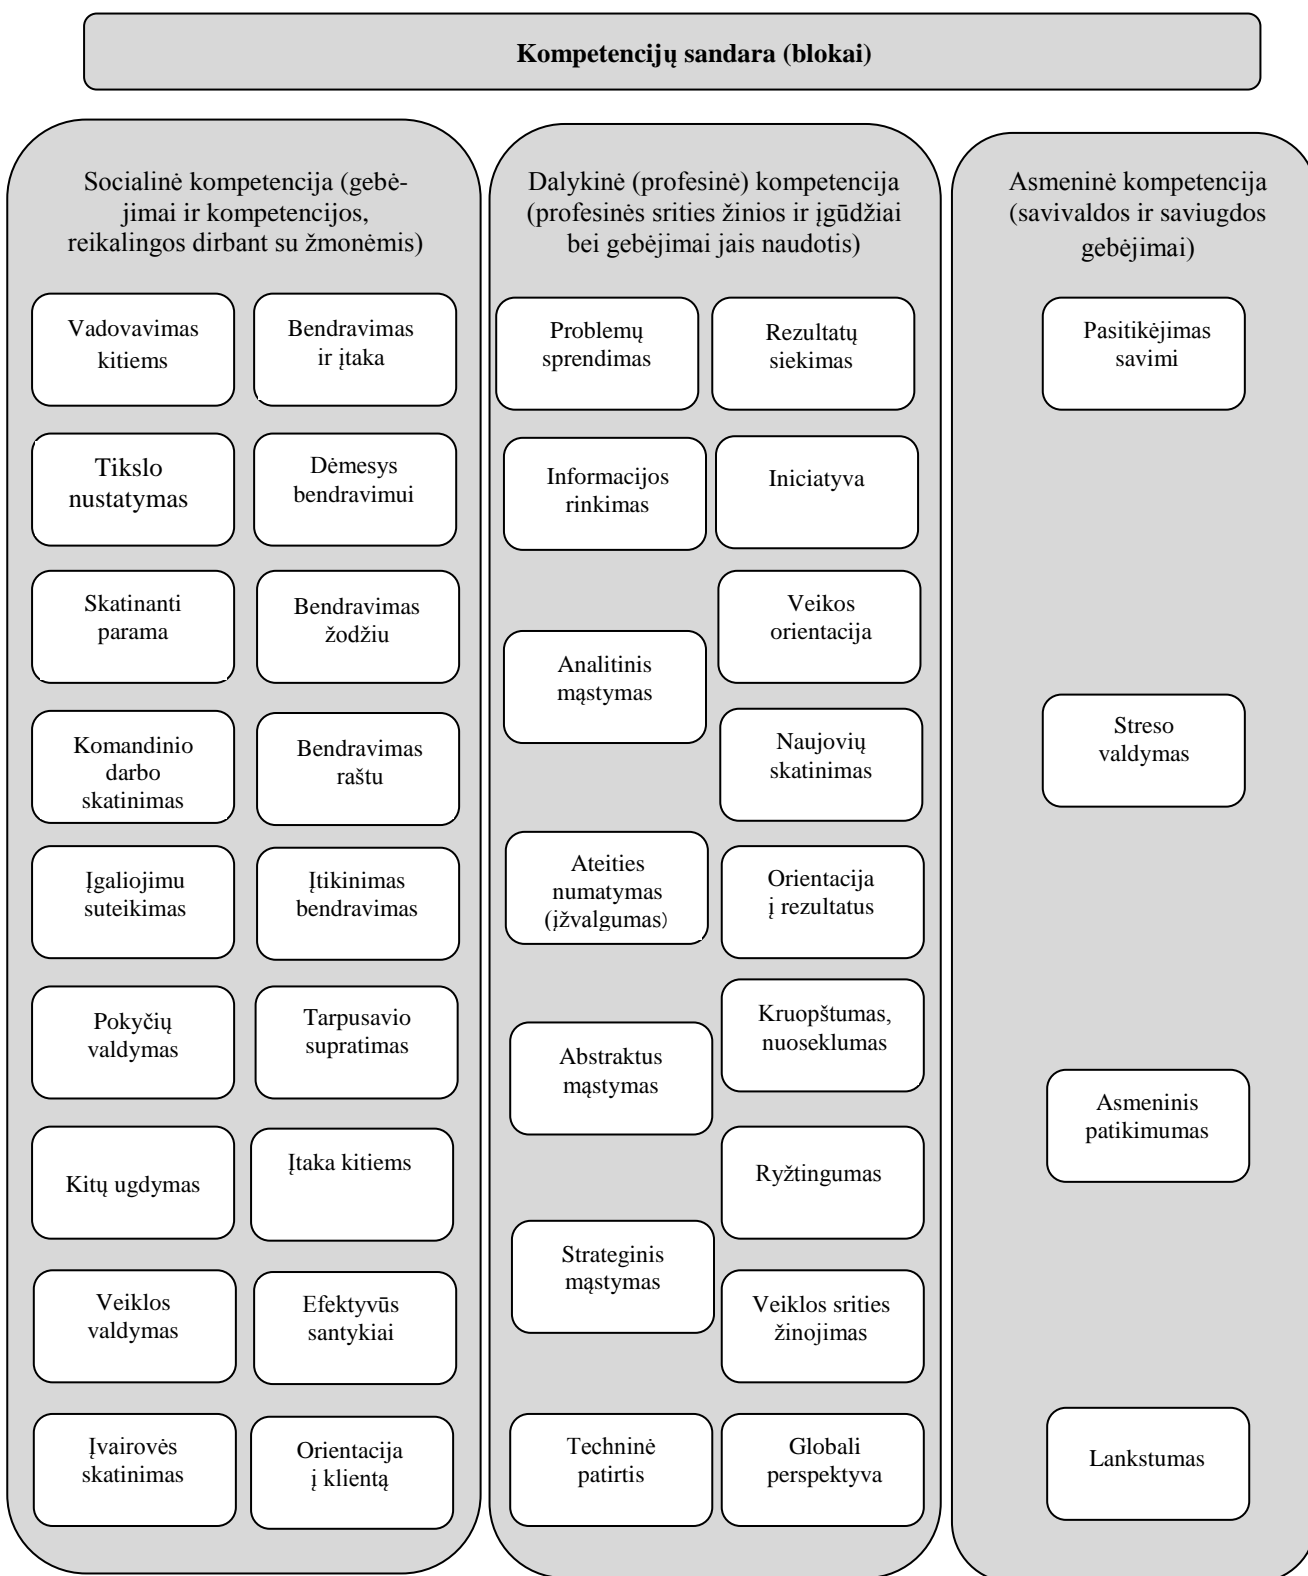 Kompetencijų sandara (blokai)
Socialinė kompetencija (gebė-
jimai ir kompetencijos,
reikalingos dirbant su žmonėmis)
Vadovavimas
kitiems
Bendravimas
ir įtaka
Tikslo
nustatymas
Dėmesys
bendravimui
Skatinanti
parama
Bendravimas
žodžiu
Komandinio
darbo
skatinimas
Bendravimas
raštu
Įgaliojimu
suteikimas
Įtikinimas
bendravimas
Pokyčių
valdymas
Tarpusavio
supratimas
Kitų ugdymas
Įtaka kitiems
Veiklos
valdymas
Efektyvūs
santykiai
Įvairovės
skatinimas
Orientacija
į klientą
Dalykinė (profesinė) kompetencija
(profesinės srities žinios ir įgūdžiai
bei gebėjimai jais naudotis)
Problemų
sprendimas
Rezultatų
siekimas
Informacijos
rinkimas
Iniciatyva
Analitinis
mąstymas
Veikos
orientacija
Naujovių
skatinimas
Ateities
numatymas
(įžvalgumas)
Orientacija
į rezultatus
Abstraktus
mąstymas
Kruopštumas,
nuoseklumas
Ryžtingumas
Strateginis
mąstymas
Veiklos srities
žinojimas
Techninė
patirtis
Globali
perspektyva
Asmeninė kompetencija
(savivaldos ir saviugdos
gebėjimai)
Pasitikėjimas
savimi
Streso
valdymas
Asmeninis
patikimumas
Lankstumas